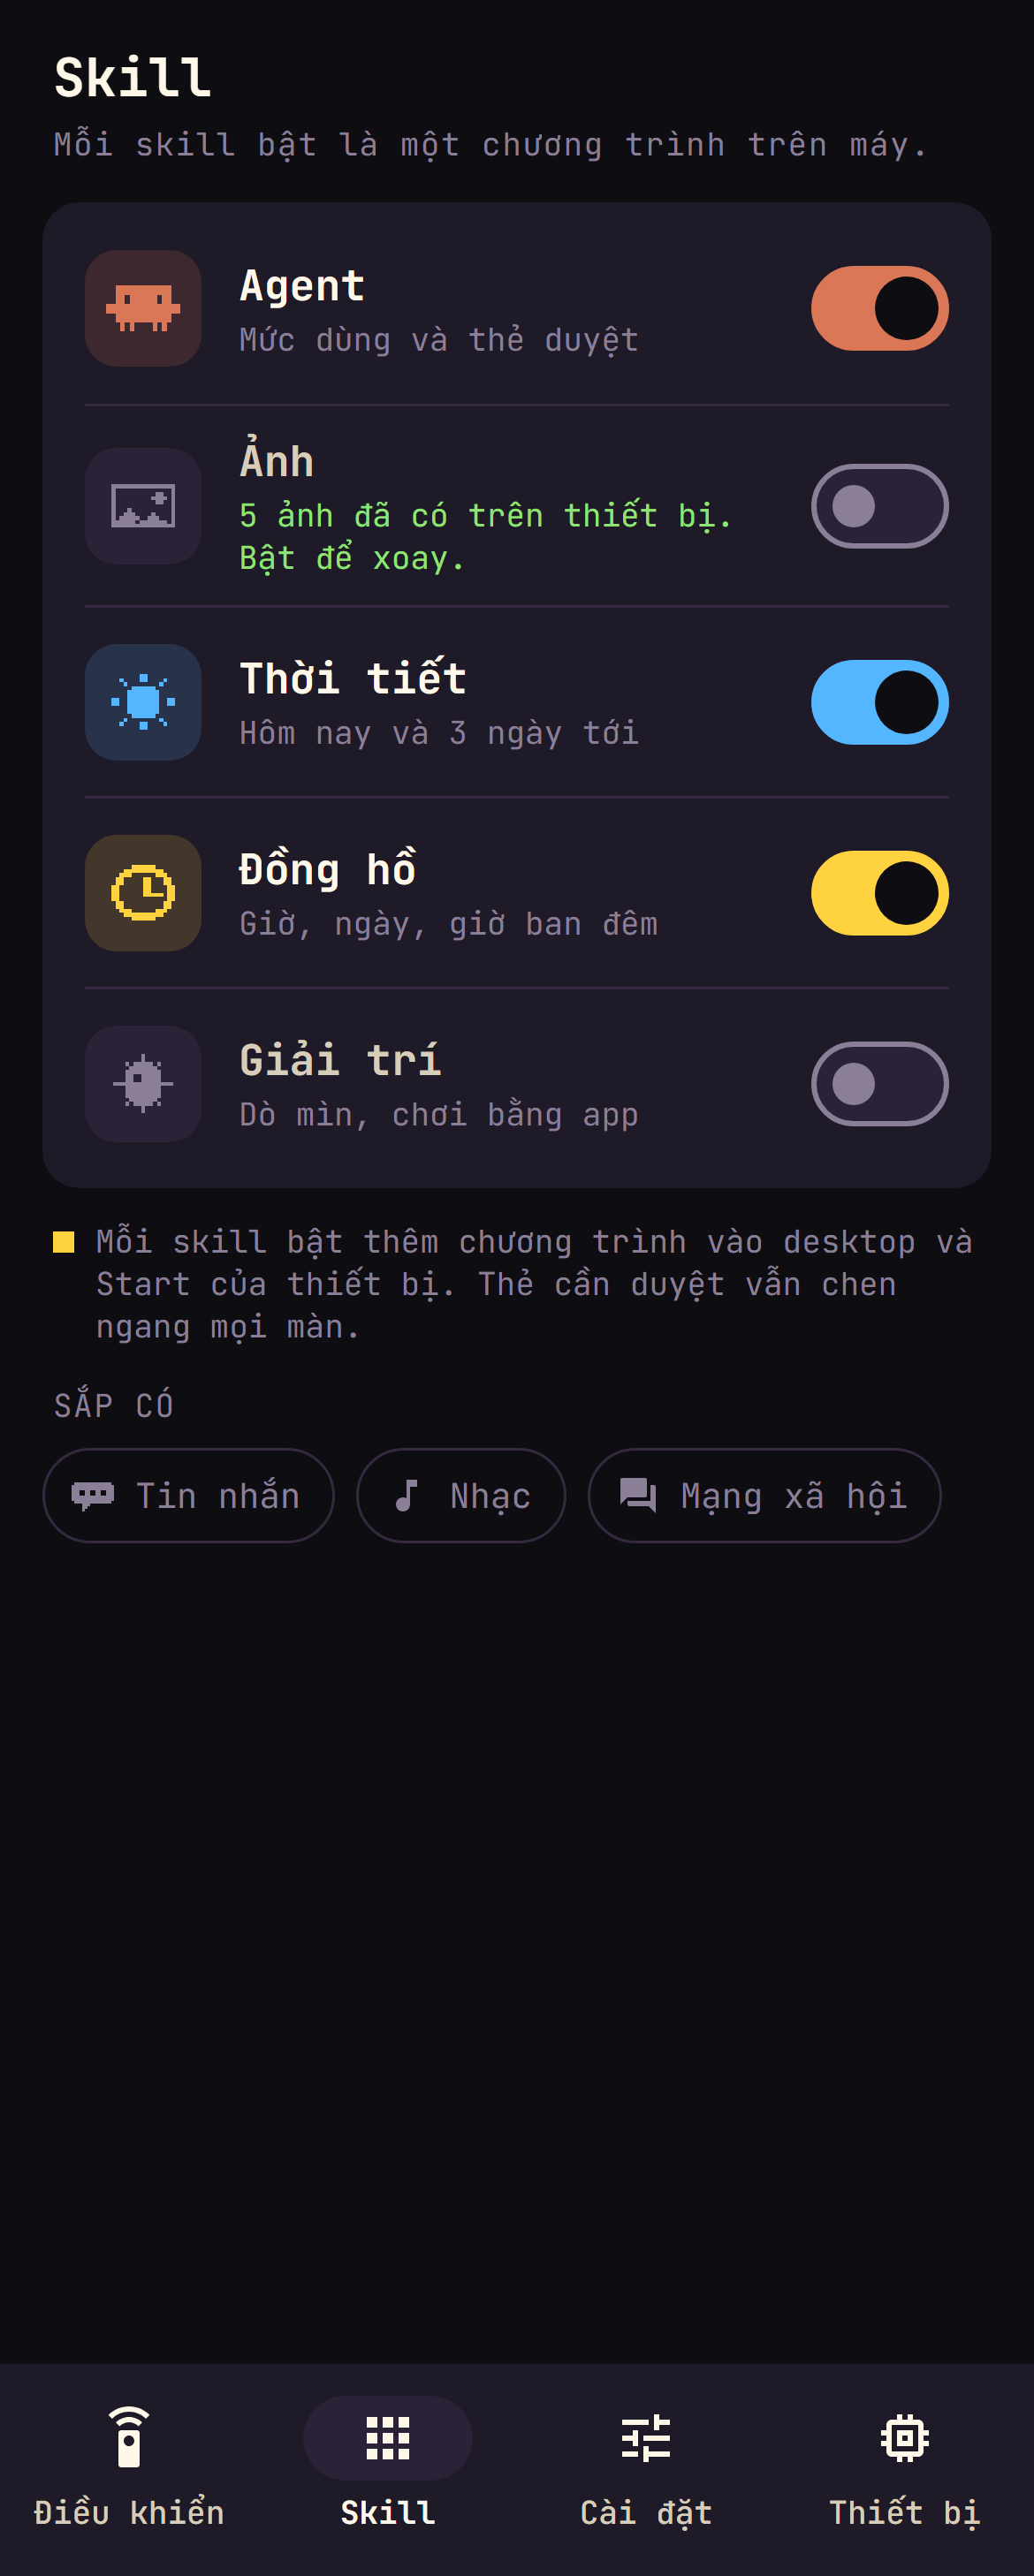 Skill
Mỗi skill bật là một chương trình trên máy.
Agent
Mức dùng và thẻ duyệt
Ảnh
5 ảnh đã có trên thiết bị.
Bật để xoay.
Thời tiết
Hôm nay và 3 ngày tới
Đồng hồ
Giờ, ngày, giờ ban đêm
Giải trí
Dò mìn, chơi bằng app
Mỗi skill bật thêm chương trình vào desktop và
Start của thiết bị. Thẻ cần duyệt vẫn chen
ngang mọi màn.
SẮP CÓ
Tin nhắn
Nhạc
Mạng xã hội
Điều khiển
Skill
Cài đặt
Thiết bị